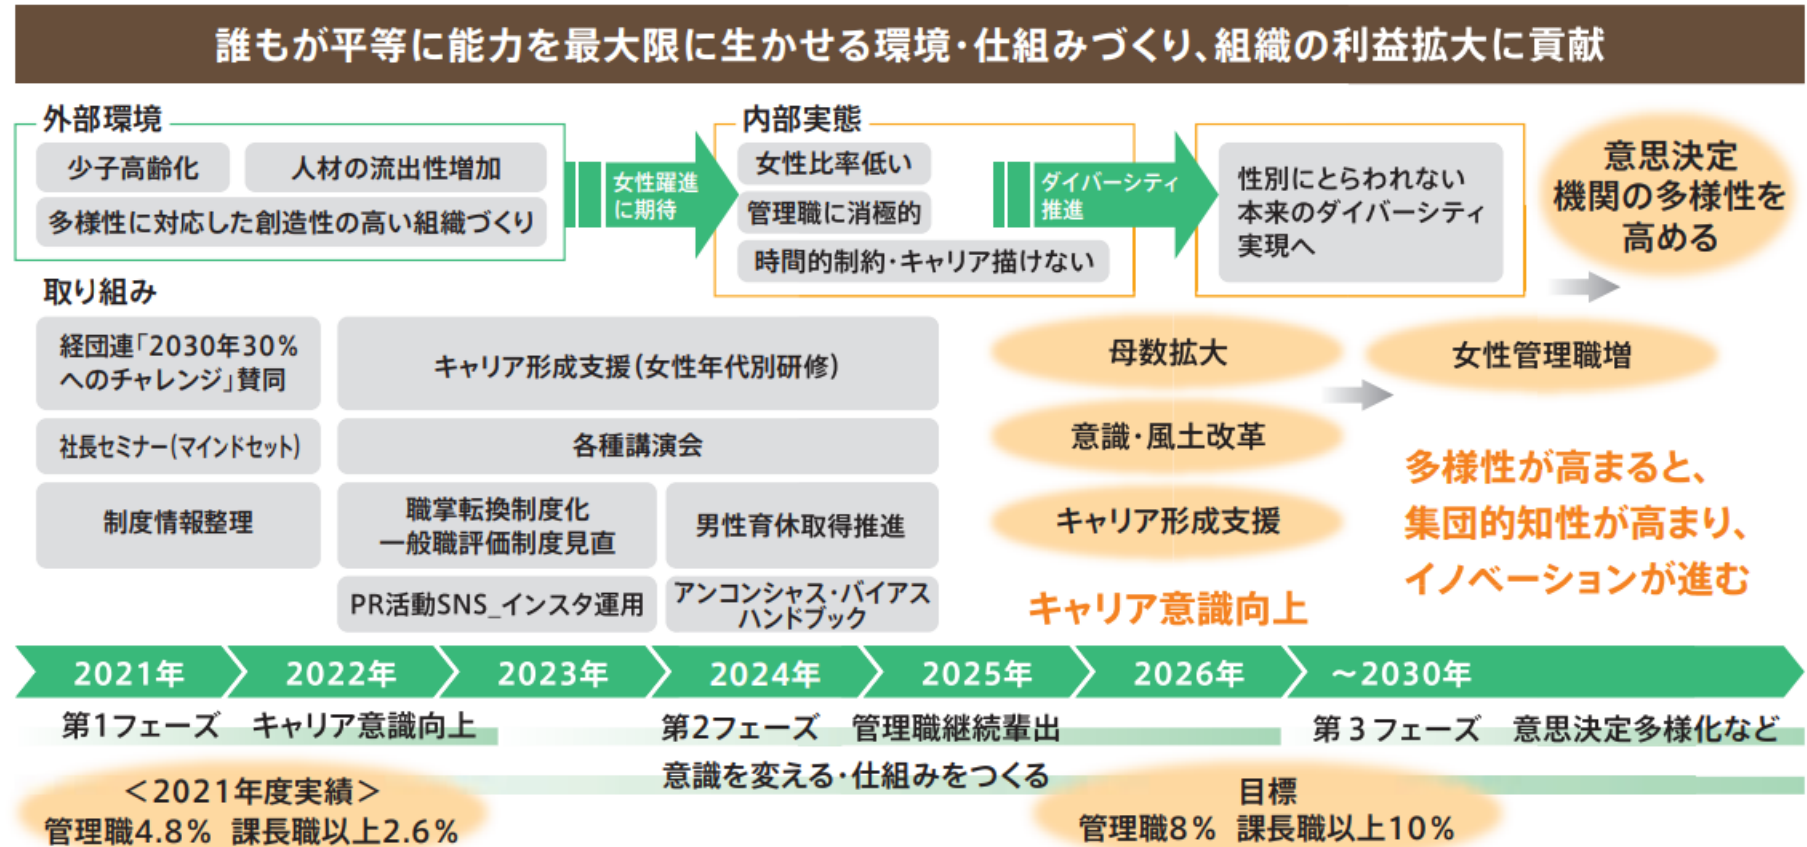 誰もが平等に能力を最大限に生かせる環境・仕組みづくり、組織の利益拡大に貢献
外部環境
少子高齢化
人材の流出性増加
多様性に対応した創造性の高い組織づくり
女性躍進
に期待
内部実態
女性比率低い
管理職に消極的
時間的制約・キャリア描けない
ダイバーシティ
推進
性別にとらわれない
本来のダイバーシティ
実現へ
意思決定
機関の多様性を
高める
取り組み
経団連「2030年30%
へのチャレンジ」賛同
キャリア形成支援(女性年代別研修)
社長セミナー(マインドセット)
各種講演会
制度情報整理
職掌転換制度化
一般職評価制度見直
男性育休取得推進
PR活動SNS_インスタ運用
アンコンシャス・バイアス
ハンドブック
母数拡大
意識・風土改革
キャリア形成支援
キャリア意識向上
女性管理職増
多様性が高まると、
集団的知性が高まり、
イノベーションが進む
2021年
2022年
2023年
2024年
2025年
2026年
～2030年
第1フェーズ キャリア意識向上
第2フェーズ 管理職継続輩出
第3フェーズ 意思決定多様化など
意識を変える・仕組みをつくる
＜2021年度実績＞
管理職4.8% 課長職以上2.6%
目標
管理職8% 課長職以上10%